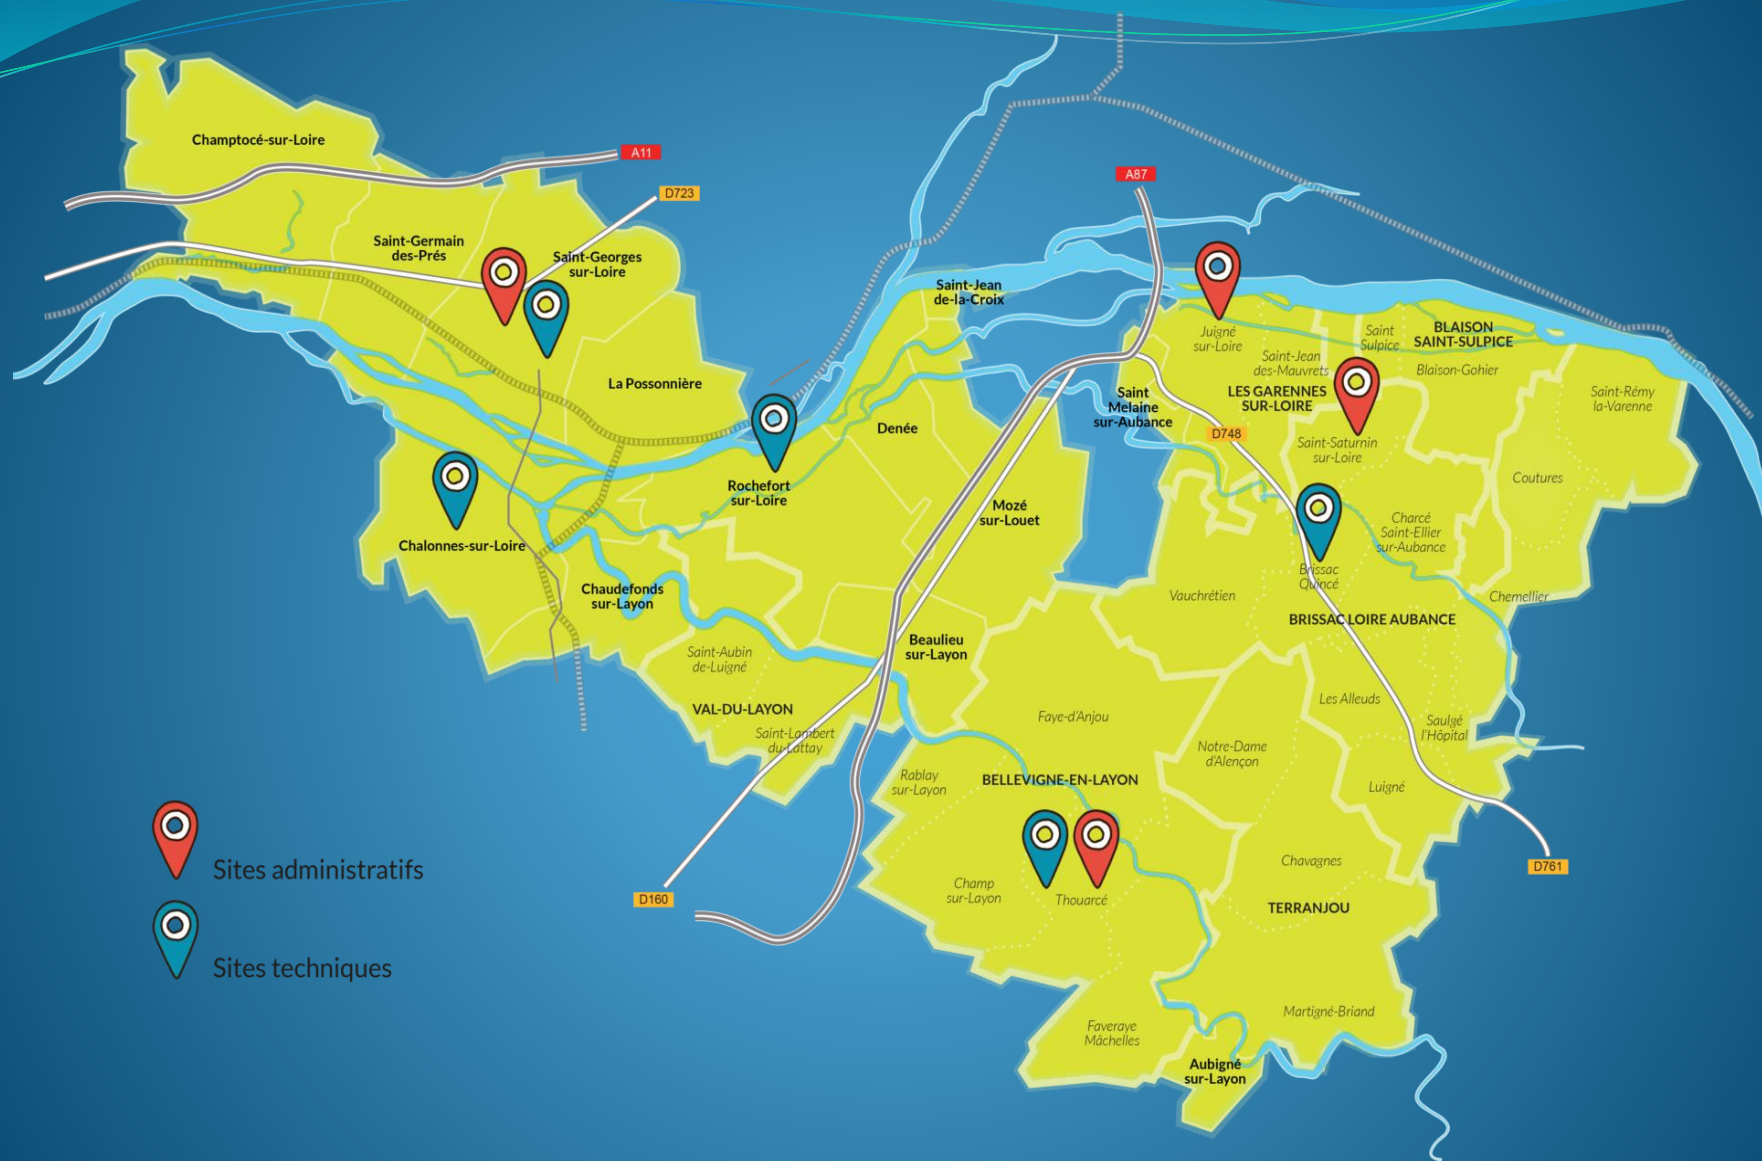 Champtocé-sur-Loire
A11
A87
D723
Saint-Germain
des-Prés
Saint-Georges
sur-Loire
Saint-Jean
de-la-Croix
Juigné
sur-Loire
Saint
Sulpice
BLAISON
SAINT-SULPICE
Saint-Jean
des-Mauvrets
Blaison-Gohier
La Possonnière
LES GARENNES
SUR-LOIRE
Saint-Rémy
la-Varenne
Saint
Melaine
sur-Aubance
Denée
D748
Saint-Saturnin
sur-Loire
Coutures
Rochefort
sur-Loire
Mozé
sur-Louet
Charcé
Saint-Ellier
sur-Aubance
Chalonnes-sur-Loire
Brissac
Quincé
Chaudefonds
sur-Layon
Vauchrétien
Chemellier
BRISSAC LOIRE AUBANCE
Beaulieu
sur-Layon
Saint-Aubin
de-Luigné
Les Alleuds
VAL-DU-LAYON
Faye-d'Anjou
Saulgé
l'Hôpital
Saint-Lambert
du-Lattay
Notre-Dame
d'Alençon
Rablay
sur-Layon
BELLEVIGNE-EN-LAYON
Luigné
Chavagnes
D761
Sites administratifs
Champ
sur-Layon
Thouarcé
D160
TERRANJOU
Sites techniques
Martigné-Briand
Faveraye
Mâchelles
Aubigné
sur-Layon